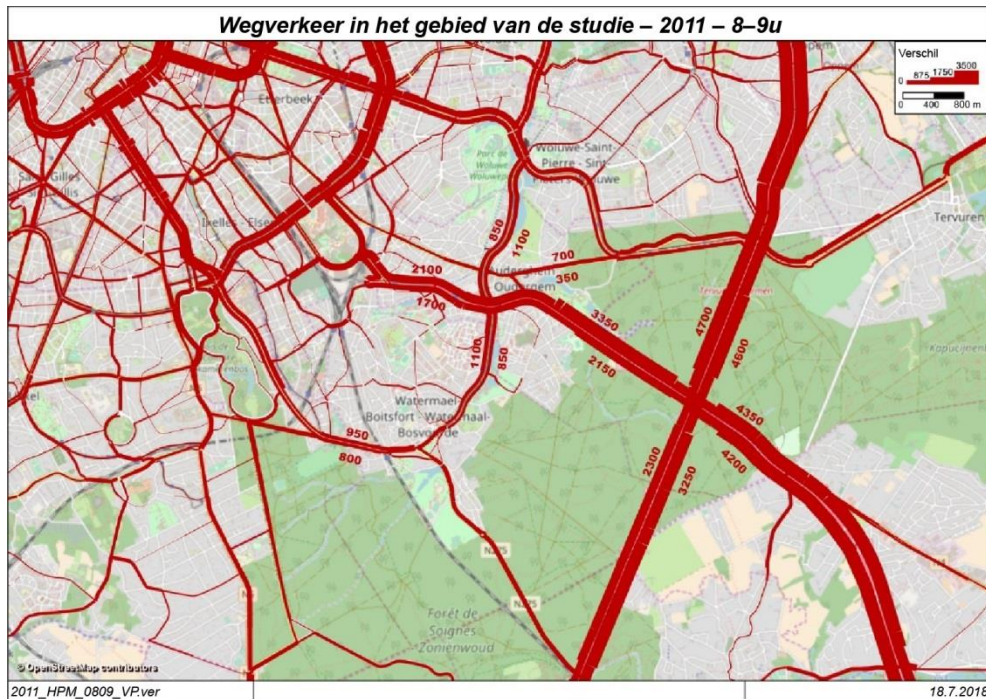 Wegverkeer in het gebied van de studie – 2011 – 8–9u
Verschil
0 875 1750 3500
0 400 800 m
Etterbeek
Woluwe-Saint-
Pierre - Sint-
Pieters-Woluwe
Parc de
Woluwe
Tervuren
850
1100
700
350
2100
1700
Oudergem
3350
2150
4700
4600
1100
850
Watermael-
Boitsfort - Watermaal-
Bosvoorde
950
800
2300
3250
4350
4200
Forêt de
Soignes
Zoniënwoud
© OpenStreetMap contributors
2011_HPM_0809_VP.ver
18.7.2018